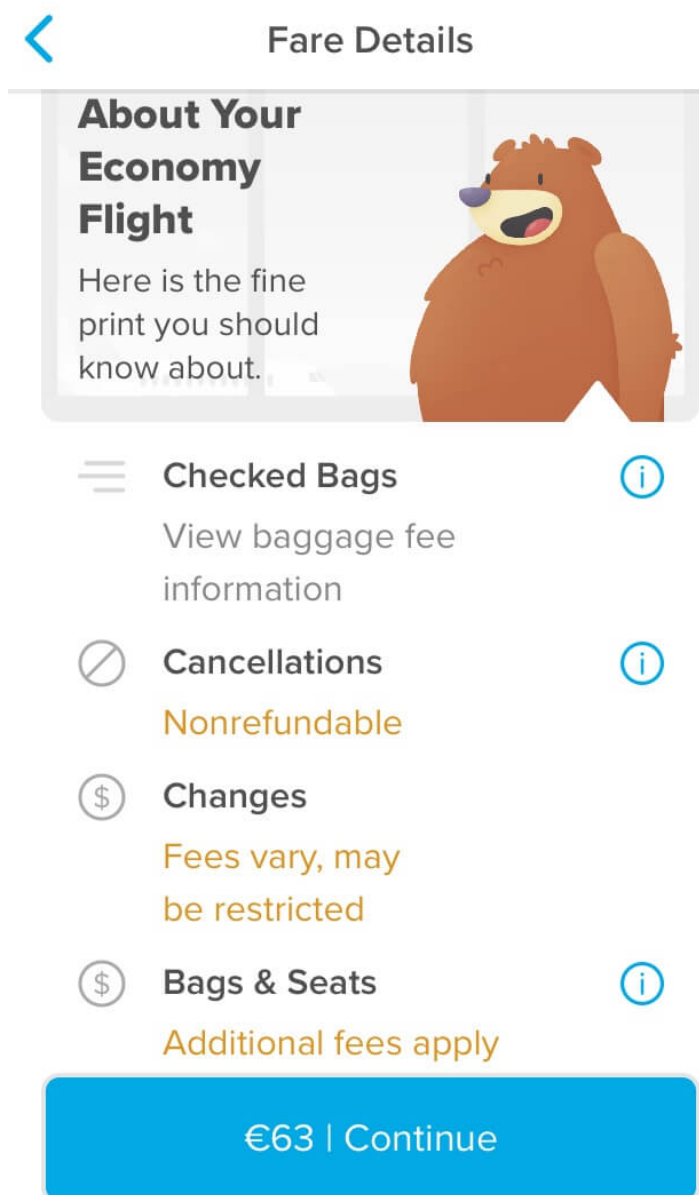 Fare Details
About Your
Economy
Flight
Here is the fine
print you should
know about.
Checked Bags
View baggage fee
information
Cancellations
Nonrefundable
$ Changes
Fees vary, may
be restricted
$ Bags & Seats
Additional fees apply
€63 | Continue